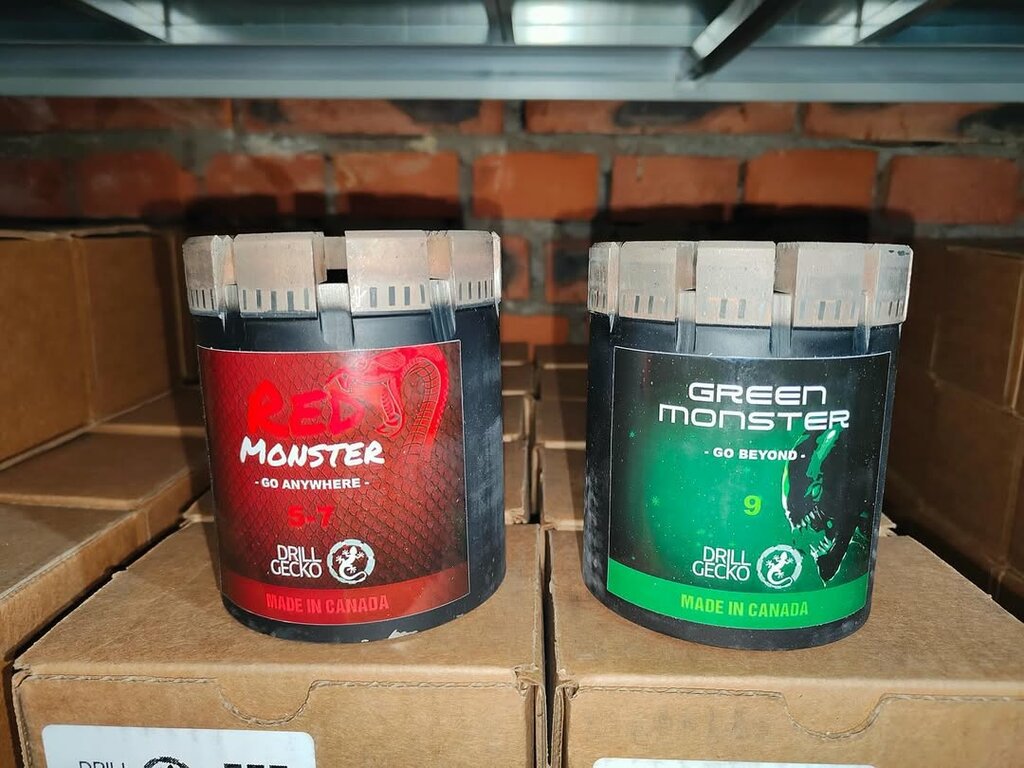 RED
MONSTER
- GO ANYWHERE -
5-7
DRILL
GECKO
MADE IN CANADA
GREEN
MONSTER
- GO BEYOND -
9
DRILL
GECKO
MADE IN CANADA
DRILL